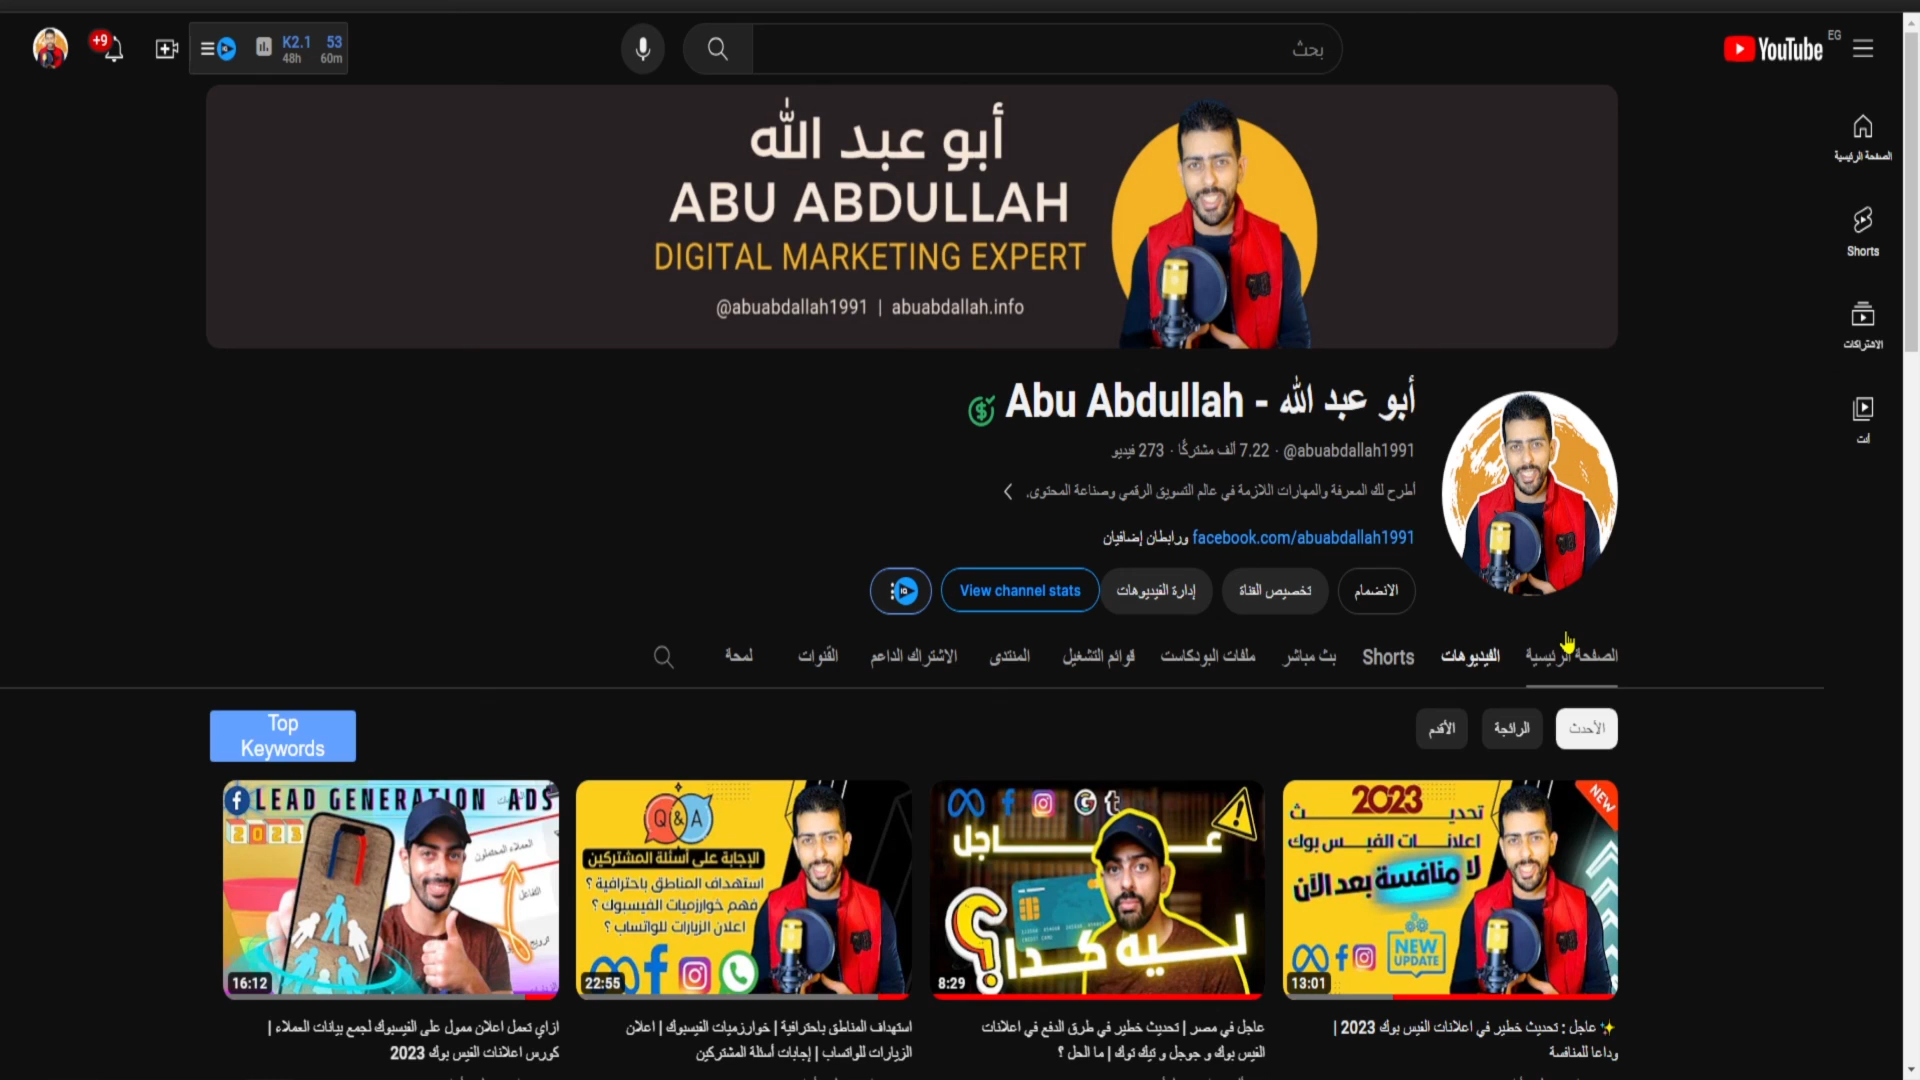 +9
K2.1 53
48h 60m
بحث
YouTube EG
أبو عبد الله
ABU ABDULLAH
DIGITAL MARKETING EXPERT
@abuabdallah1991 | abuabdallah.info
الصفحة الرئيسية
Shorts
الاشتراكات
أنت
أبو عبد الله - Abu Abdullah
@abuabdallah1991 · 7.22 ألف مشتركًا · 273 فيديو
أطرح لك المعرفة والمهارات اللازمة في عالم التسويق الرقمي وصناعة المحتوى.
facebook.com/abuabdallah1991 ورابطان إضافيان
الانضمام تخصيص القناة إدارة الفيديوهات View channel stats
الصفحة الرئيسية الفيديوهات Shorts بث مباشر ملفات البودكاست قوائم التشغيل المنتدى الاشتراك الداعم القنوات لمحة
الأحدث الرائجة الأقدم
Top
Keywords
2023
NEW
تحديث
اعلانات الفيس بوك
لا منافسة بعد الآن
NEW
UPDATE
13:01
عاجل
ليه كدا؟
8:29
Q&A
الإجابة على أسئلة المشتركين
استهداف المناطق باحترافية ؟
فهم خوارزميات الفيسبوك ؟
اعلان الزيارات للواتساب ؟
22:55
LEAD GENERATION ADS
2023
العملاء المحتملون
التفاعل
16:12
✨ عاجل : تحديث خطير في اعلانات الفيس بوك 2023 |
وداعا للمنافسة
عاجل في مصر | تحديث خطير في طرق الدفع في اعلانات
الفيس بوك و جوجل و تيك توك | ما الحل ؟
استهداف المناطق باحترافية | خوارزميات الفيسبوك | اعلان
الزيارات للواتساب | إجابات أسئلة المشتركين
ازاي تعمل اعلان ممول على الفيسبوك لجمع بيانات العملاء |
كورس اعلانات الفيس بوك 2023